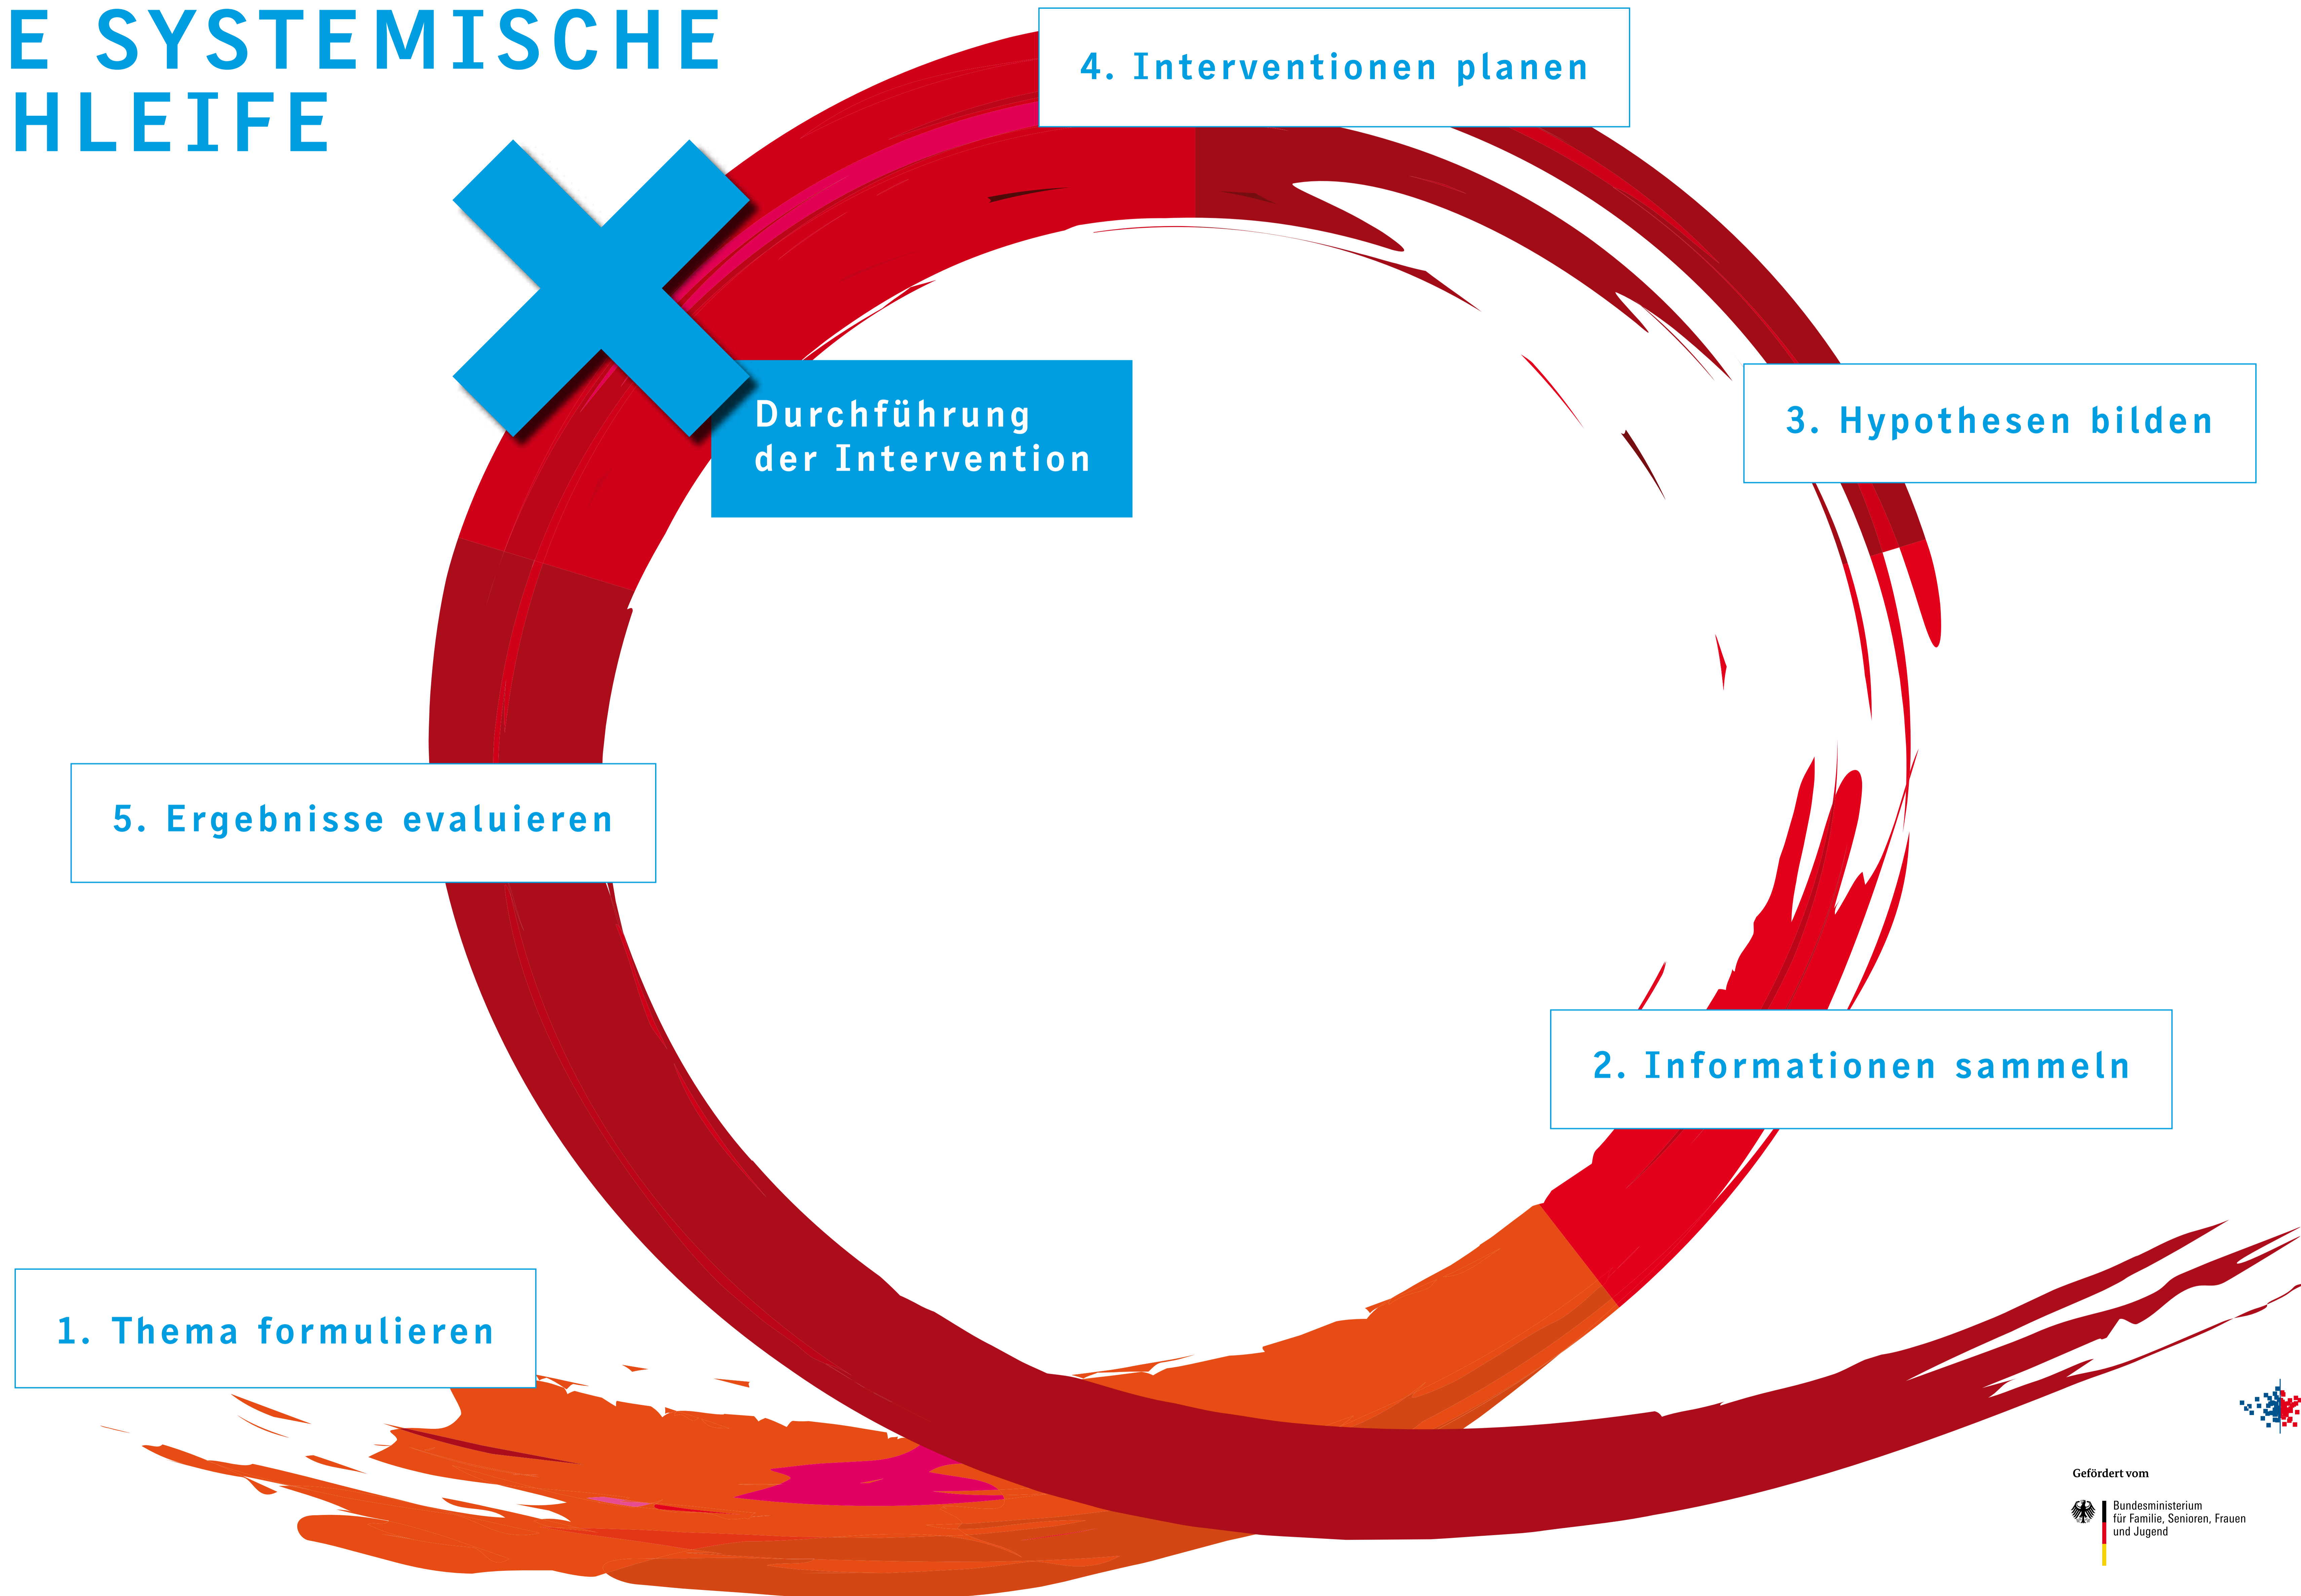 E SYSTEMISCHE
HLEIFE
4. Interventionen planen
3. Hypothesen bilden
Durchführung
der Intervention
5. Ergebnisse evaluieren
2. Informationen sammeln
1. Thema formulieren
Gefördert vom
Bundesministerium
für Familie, Senioren, Frauen
und Jugend